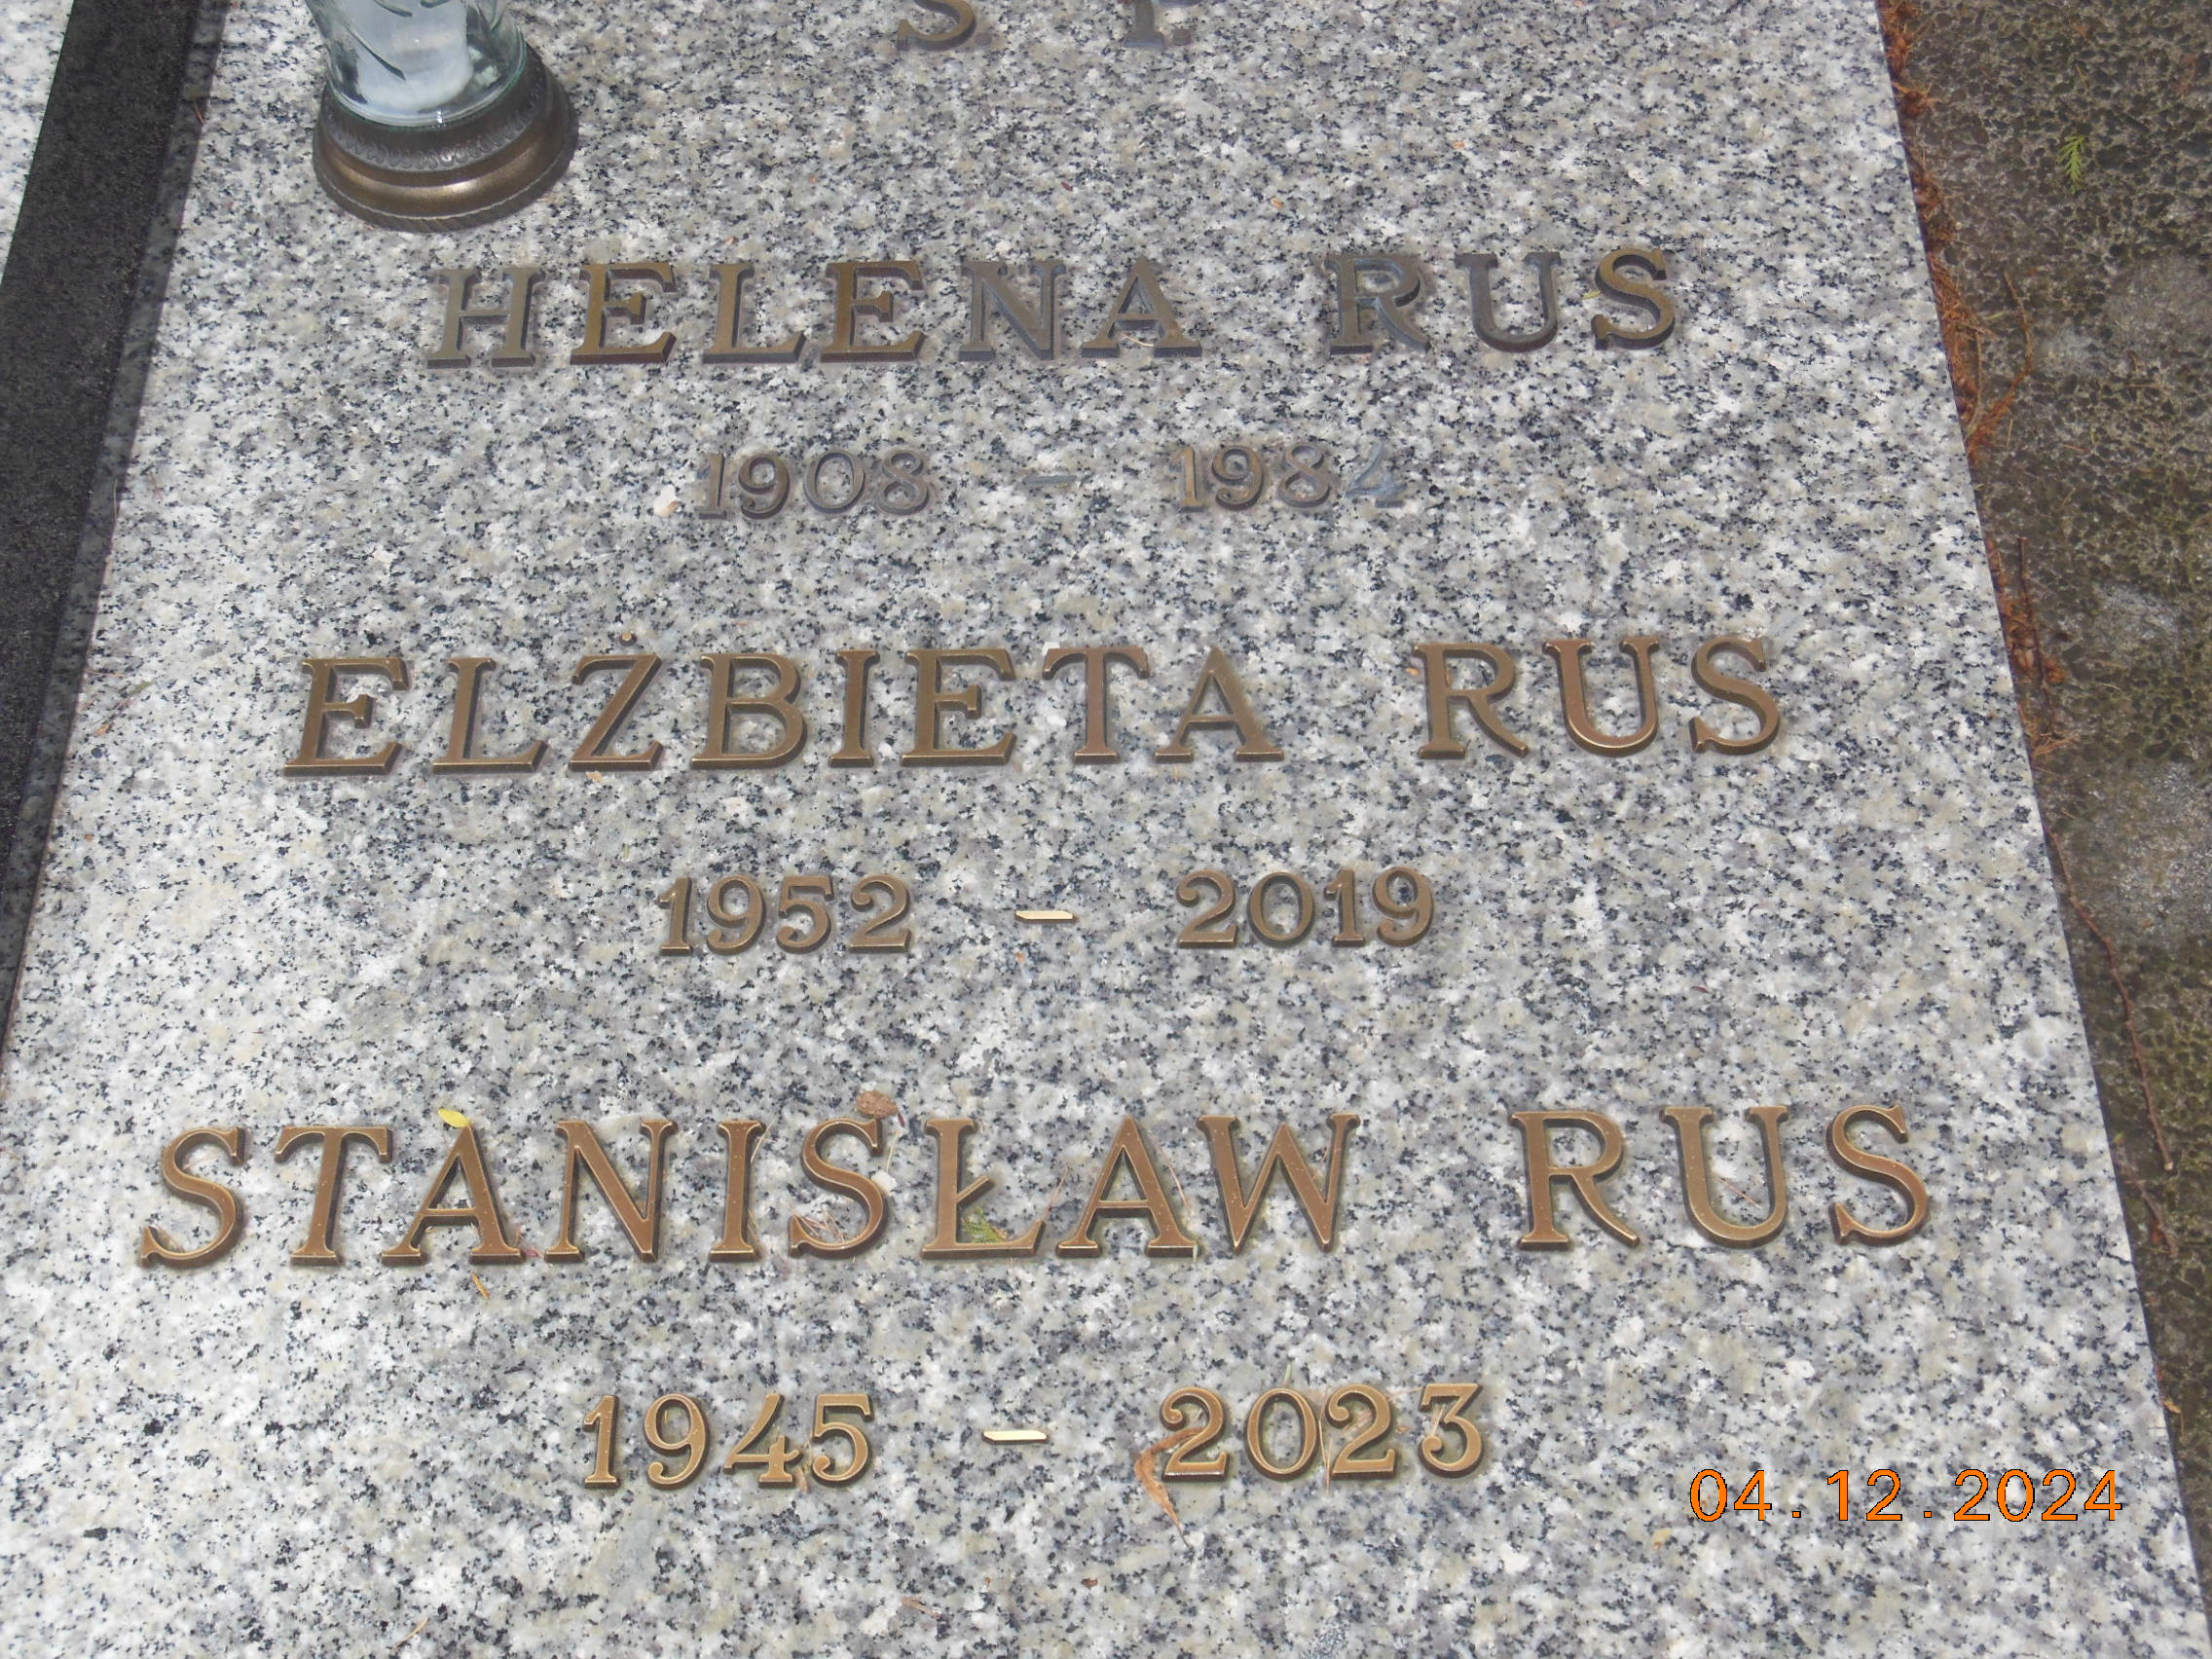 Ś. P.
HELENA RUS
1908 - 1984
ELŻBIETA RUS
1952 - 2019
STANISŁAW RUS
1945 - 2023
04.12.2024